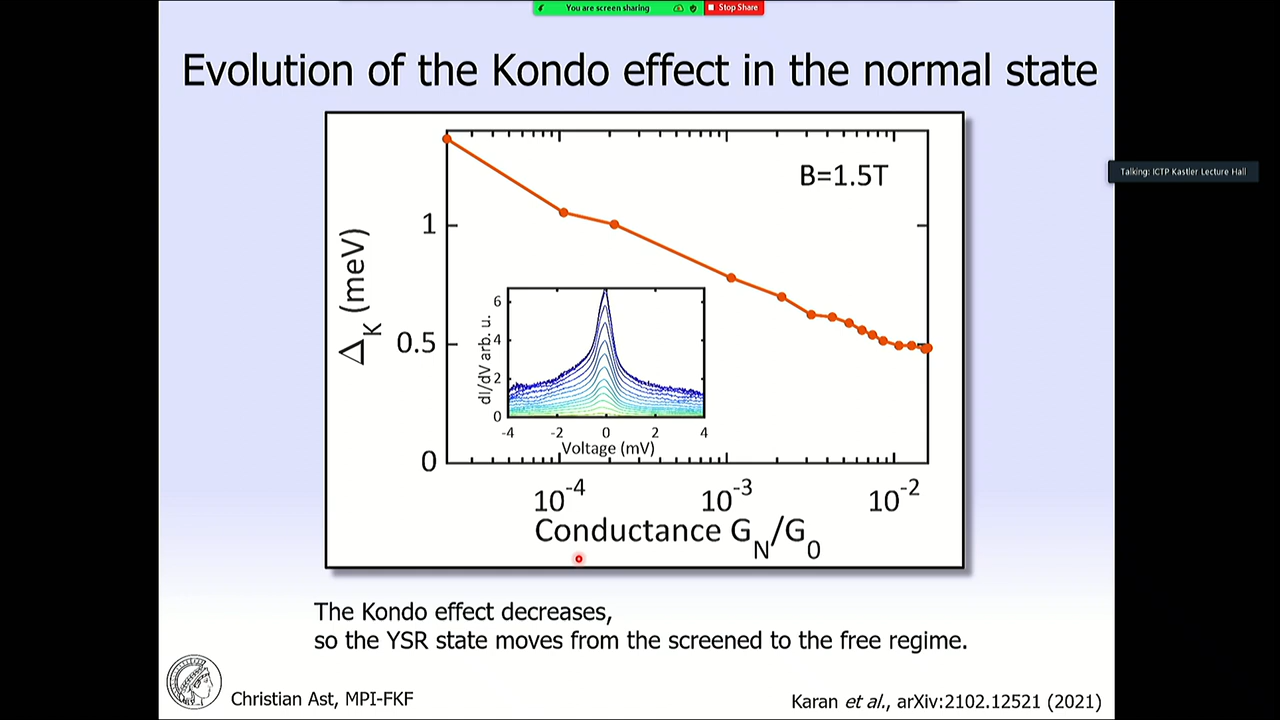 You are screen sharing
Stop Share
Evolution of the Kondo effect in the normal state
Talking: ICTP Kastler Lecture Hall
B=1.5T
ΔK (meV)
1
0.5
0
dI/dV arb. u.
6
4
2
0
-4 -2 0 2 4
Voltage (mV)
10-4 10-3 10-2
Conductance GN/G0
The Kondo effect decreases,
so the YSR state moves from the screened to the free regime.
Christian Ast, MPI-FKF
Karan et al., arXiv:2102.12521 (2021)